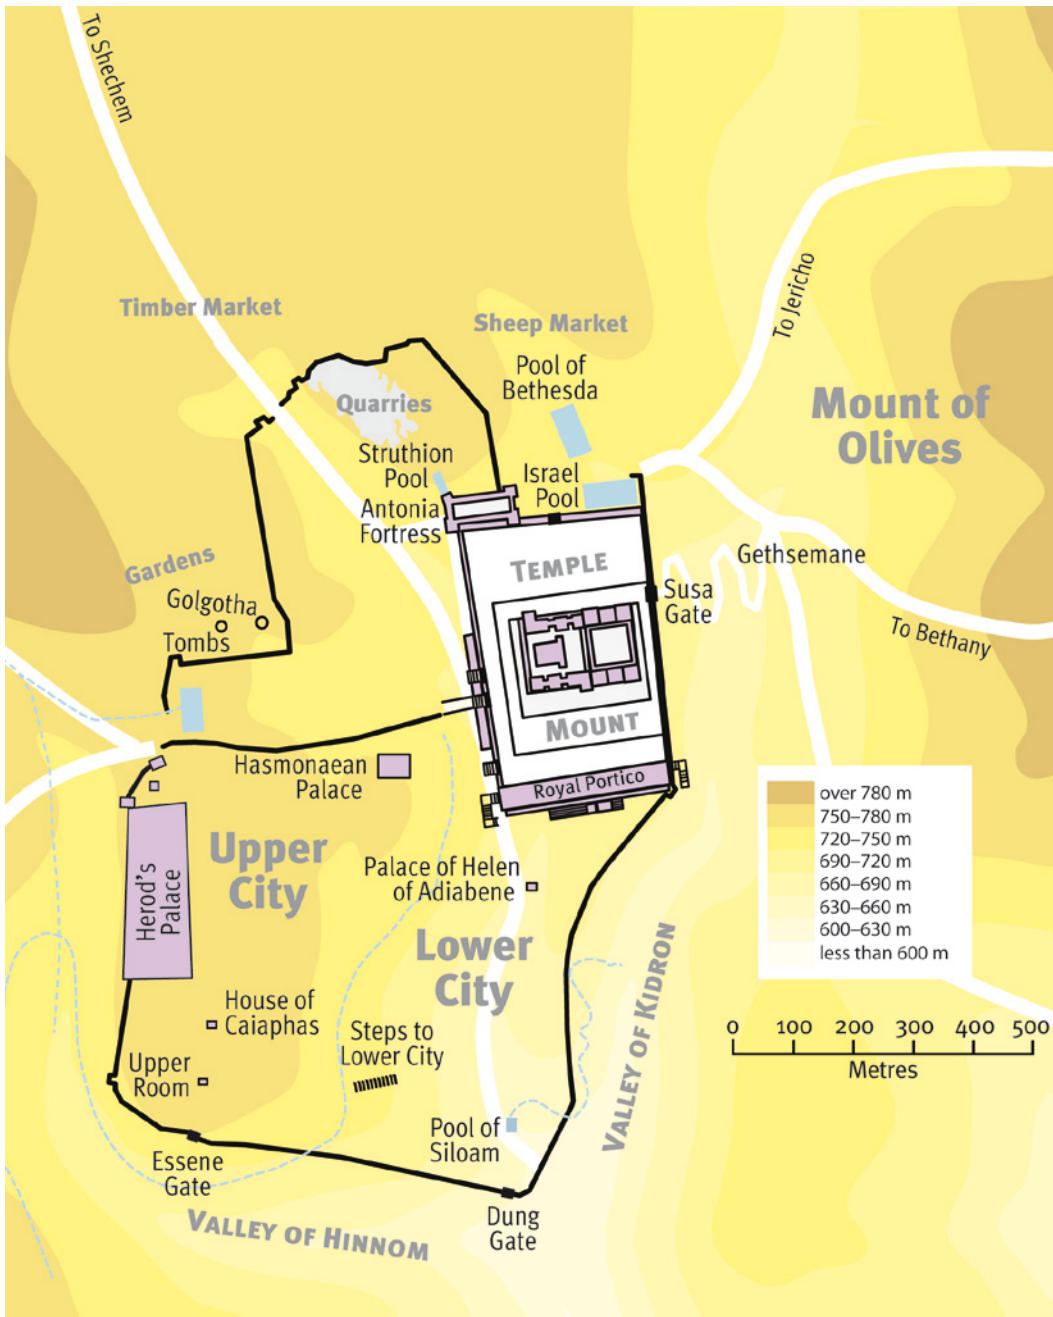 To Shechem
Timber Market
Sheep Market
To Jericho
Pool of
Bethesda
Mount of
Olives
Quarries
Struthion
Pool
Israel
Pool
Antonia
Fortress
Gethsemane
Gardens
TEMPLE
Susa
Gate
Golgotha
To Bethany
Tombs
MOUNT
Hasmonaean
Palace
Royal Portico
over 780 m
750–780 m
720–750 m
690–720 m
660–690 m
630–660 m
600–630 m
less than 600 m
Upper
City
Palace of Helen
of Adiabene
Herod's
Palace
Lower
City
VALLEY OF KIDRON
House of
Caiaphas
Steps to
Lower City
0 100 200 300 400 500
Metres
Upper
Room
Pool of
Siloam
Essene
Gate
Dung
Gate
VALLEY OF HINNOM